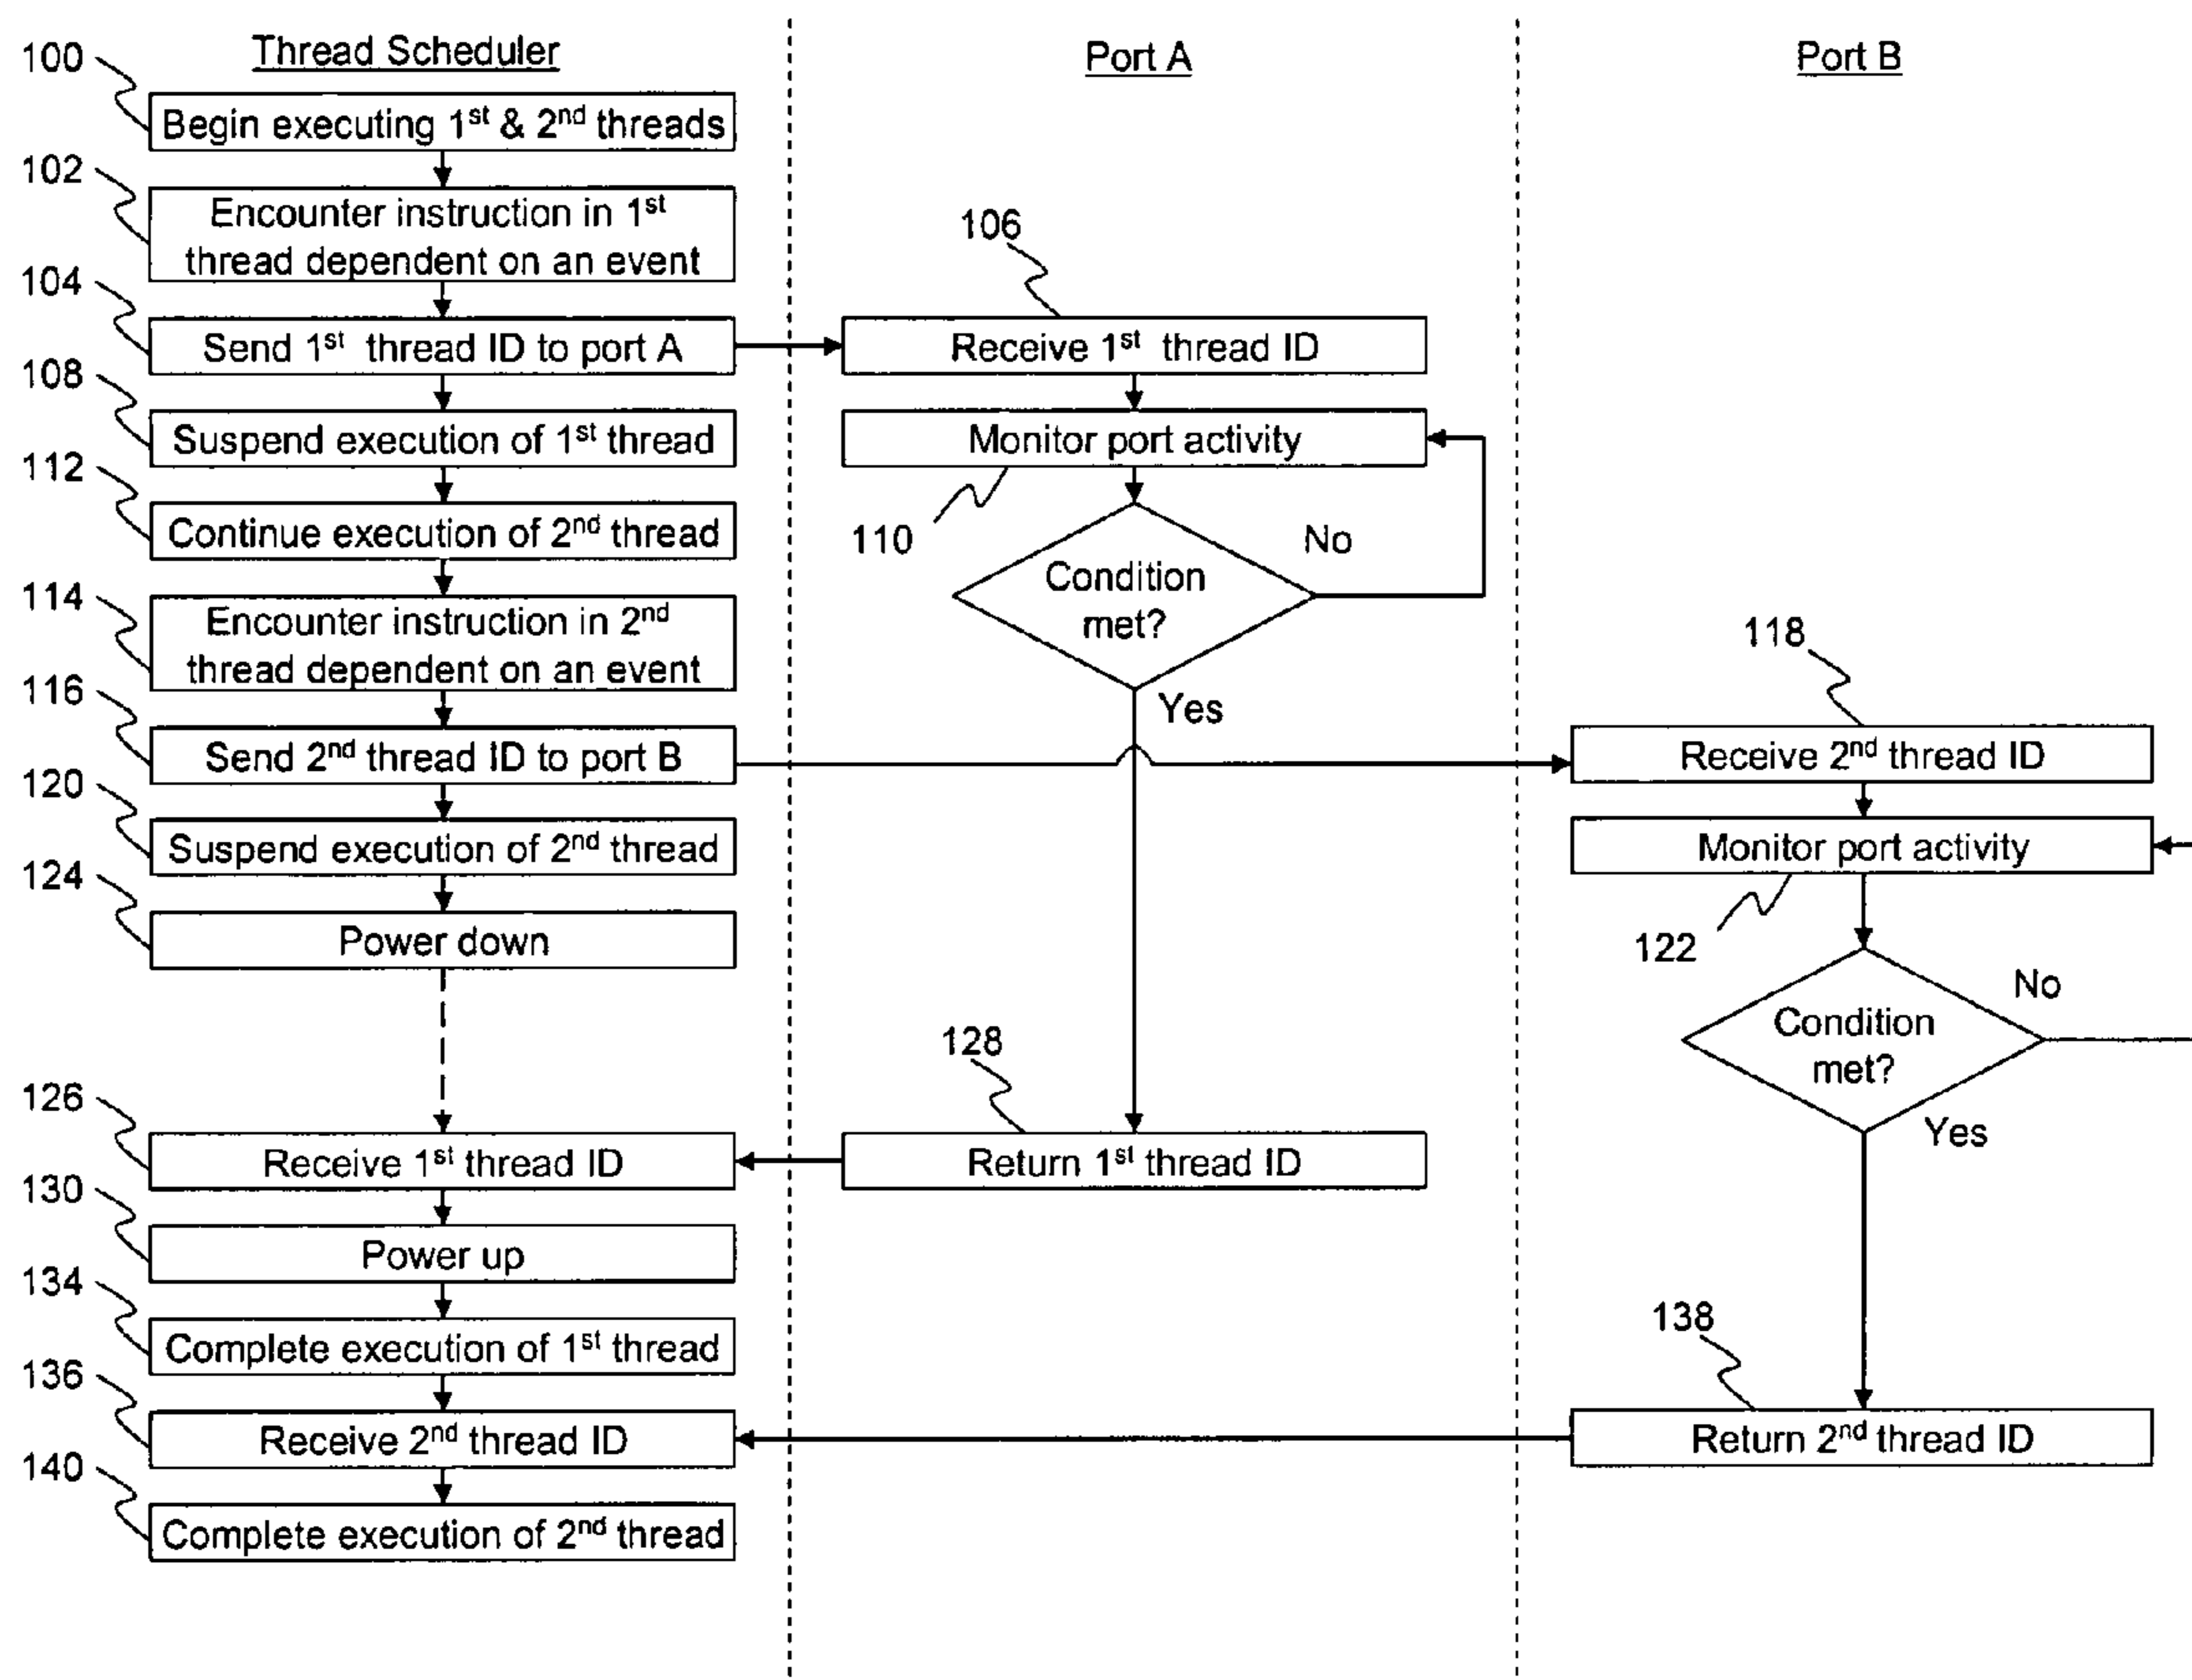 Thread Scheduler
Port A
Port B
100
Begin executing 1st & 2nd threads
102
Encounter instruction in 1st
thread dependent on an event
104
Send 1st thread ID to port A
106
Receive 1st thread ID
108
Suspend execution of 1st thread
Monitor port activity
110
112
Continue execution of 2nd thread
Condition
met?
No
Yes
114
Encounter instruction in 2nd
thread dependent on an event
116
Send 2nd thread ID to port B
118
Receive 2nd thread ID
120
Suspend execution of 2nd thread
Monitor port activity
122
124
Power down
Condition
met?
No
Yes
126
Receive 1st thread ID
128
Return 1st thread ID
130
Power up
134
Complete execution of 1st thread
136
Receive 2nd thread ID
138
Return 2nd thread ID
140
Complete execution of 2nd thread